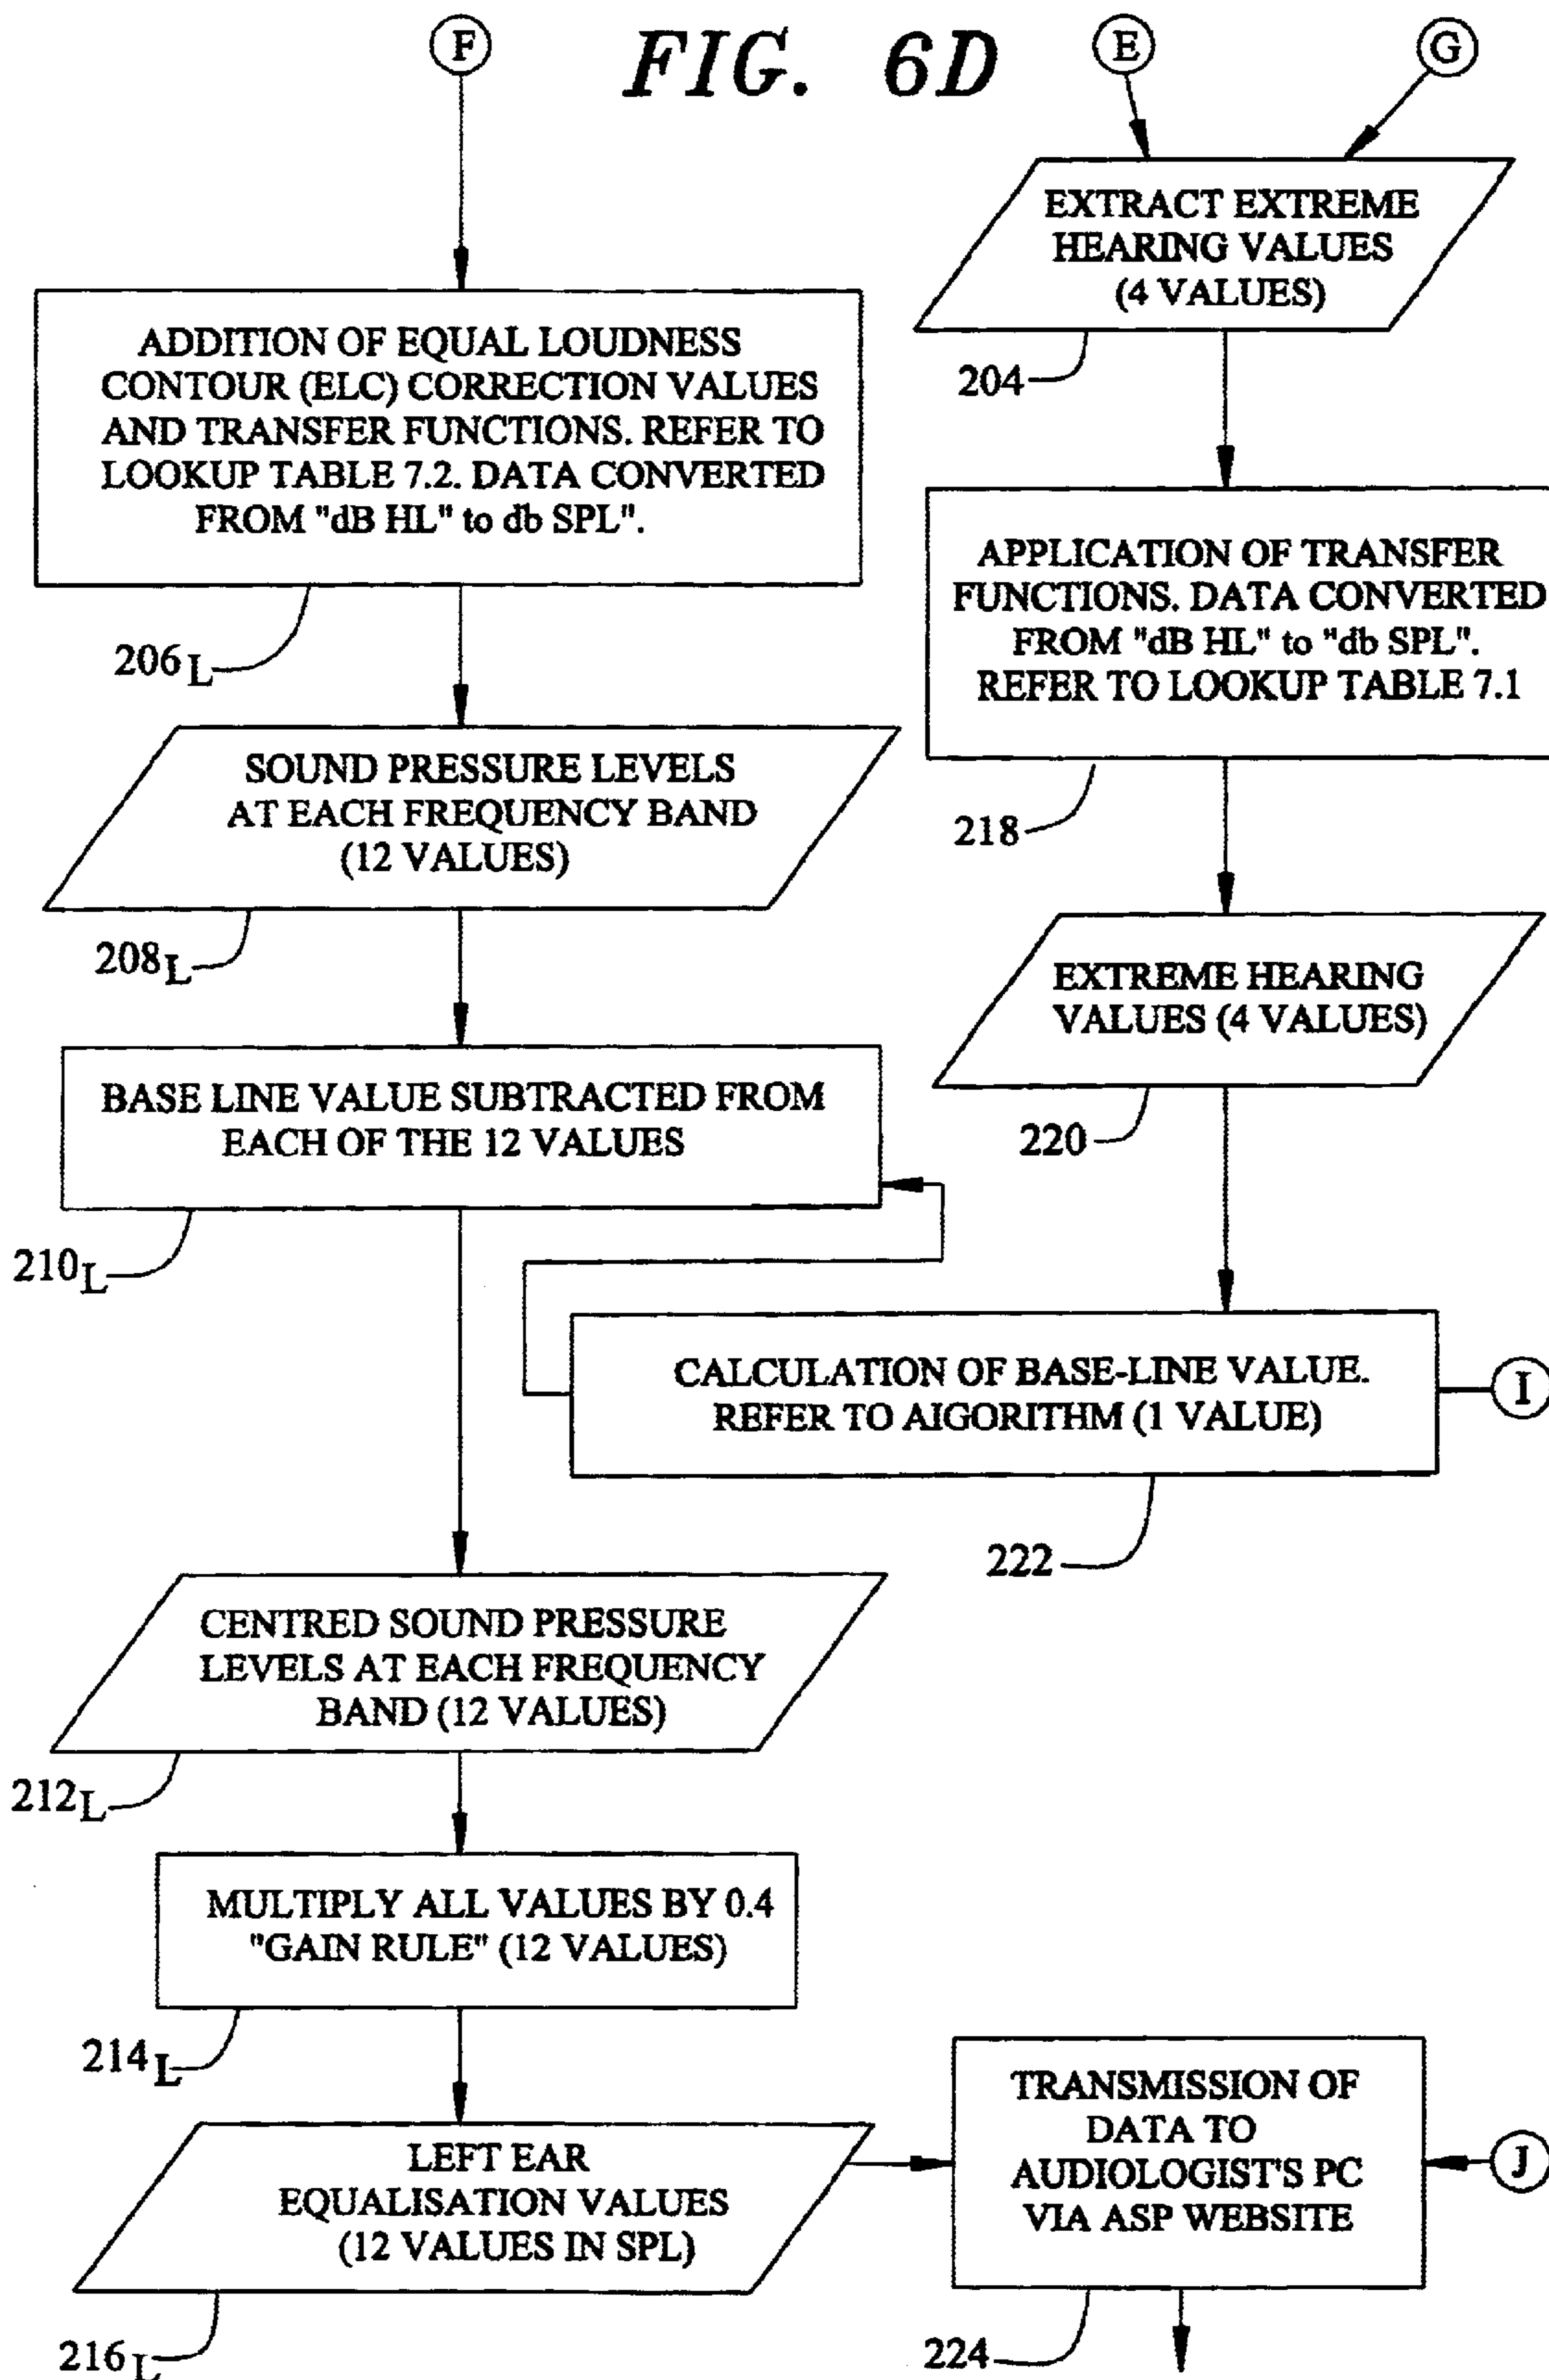 F
FIG. 6D
E
G
EXTRACT EXTREME
HEARING VALUES
(4 VALUES)
204
ADDITION OF EQUAL LOUDNESS
CONTOUR (ELC) CORRECTION VALUES
AND TRANSFER FUNCTIONS. REFER TO
LOOKUP TABLE 7.2. DATA CONVERTED
FROM "dB HL" to db SPL".
206L
APPLICATION OF TRANSFER
FUNCTIONS. DATA CONVERTED
FROM "dB HL" to "db SPL".
REFER TO LOOKUP TABLE 7.1
218
SOUND PRESSURE LEVELS
AT EACH FREQUENCY BAND
(12 VALUES)
208L
EXTREME HEARING
VALUES (4 VALUES)
220
BASE LINE VALUE SUBTRACTED FROM
EACH OF THE 12 VALUES
210L
CALCULATION OF BASE-LINE VALUE.
REFER TO AIGORITHM (1 VALUE)
I
222
CENTRED SOUND PRESSURE
LEVELS AT EACH FREQUENCY
BAND (12 VALUES)
212L
MULTIPLY ALL VALUES BY 0.4
"GAIN RULE" (12 VALUES)
214L
LEFT EAR
EQUALISATION VALUES
(12 VALUES IN SPL)
216L
TRANSMISSION OF
DATA TO
AUDIOLOGIST'S PC
VIA ASP WEBSITE
J
224